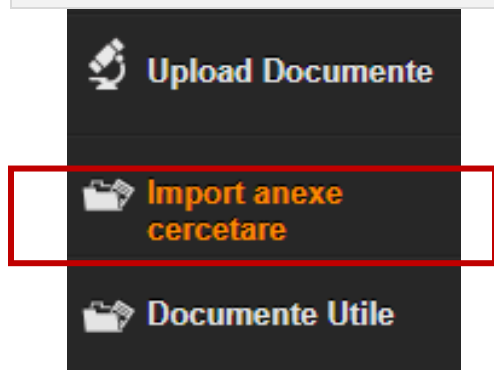 Upload Documente
Import anexe
cercetare
Documente Utile